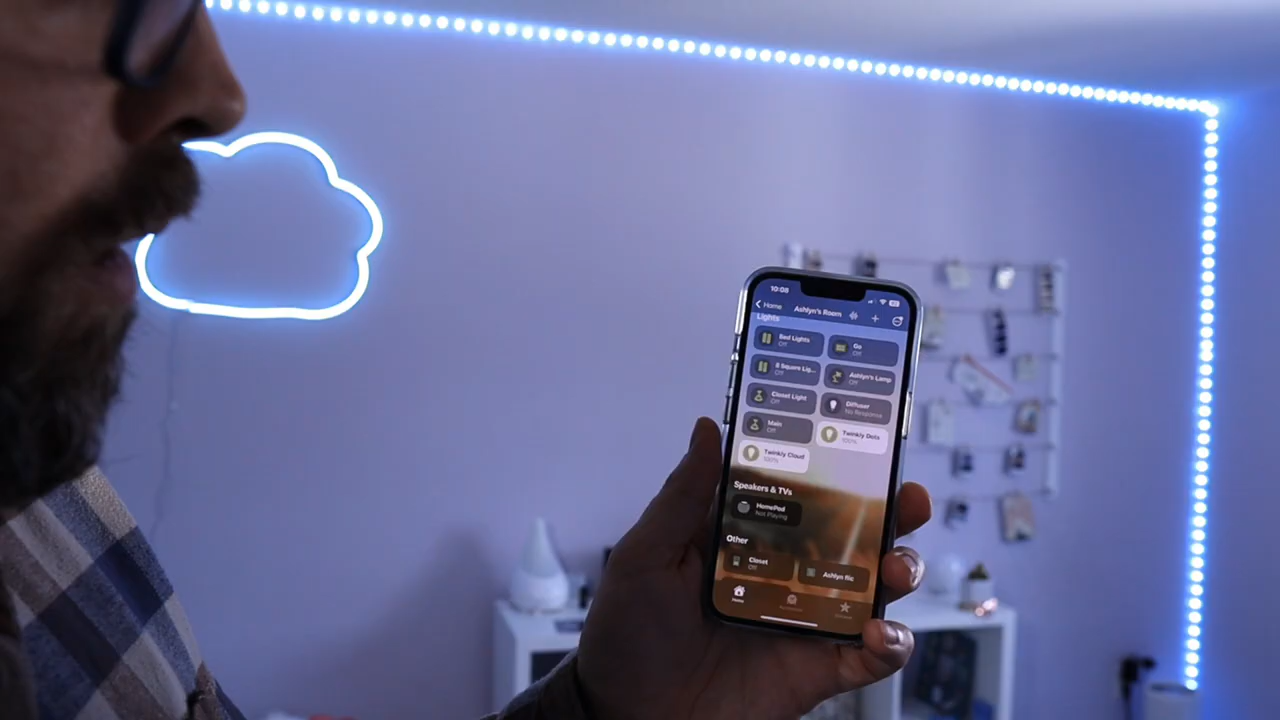 10:08
Home Ashlyn's Room
Lights
Bed Lights
Off
Go
Off
8 Square Lig...
Off
Ashlyn's Lamp
Off
Closet Light
Off
Diffuser
No Response
Main
Off
Twinkly Dots
100%
Twinkly Cloud
100%
Speakers & TVs
HomePod
Not Playing
Other
Closet
Off
Ashlyn Ric
Home